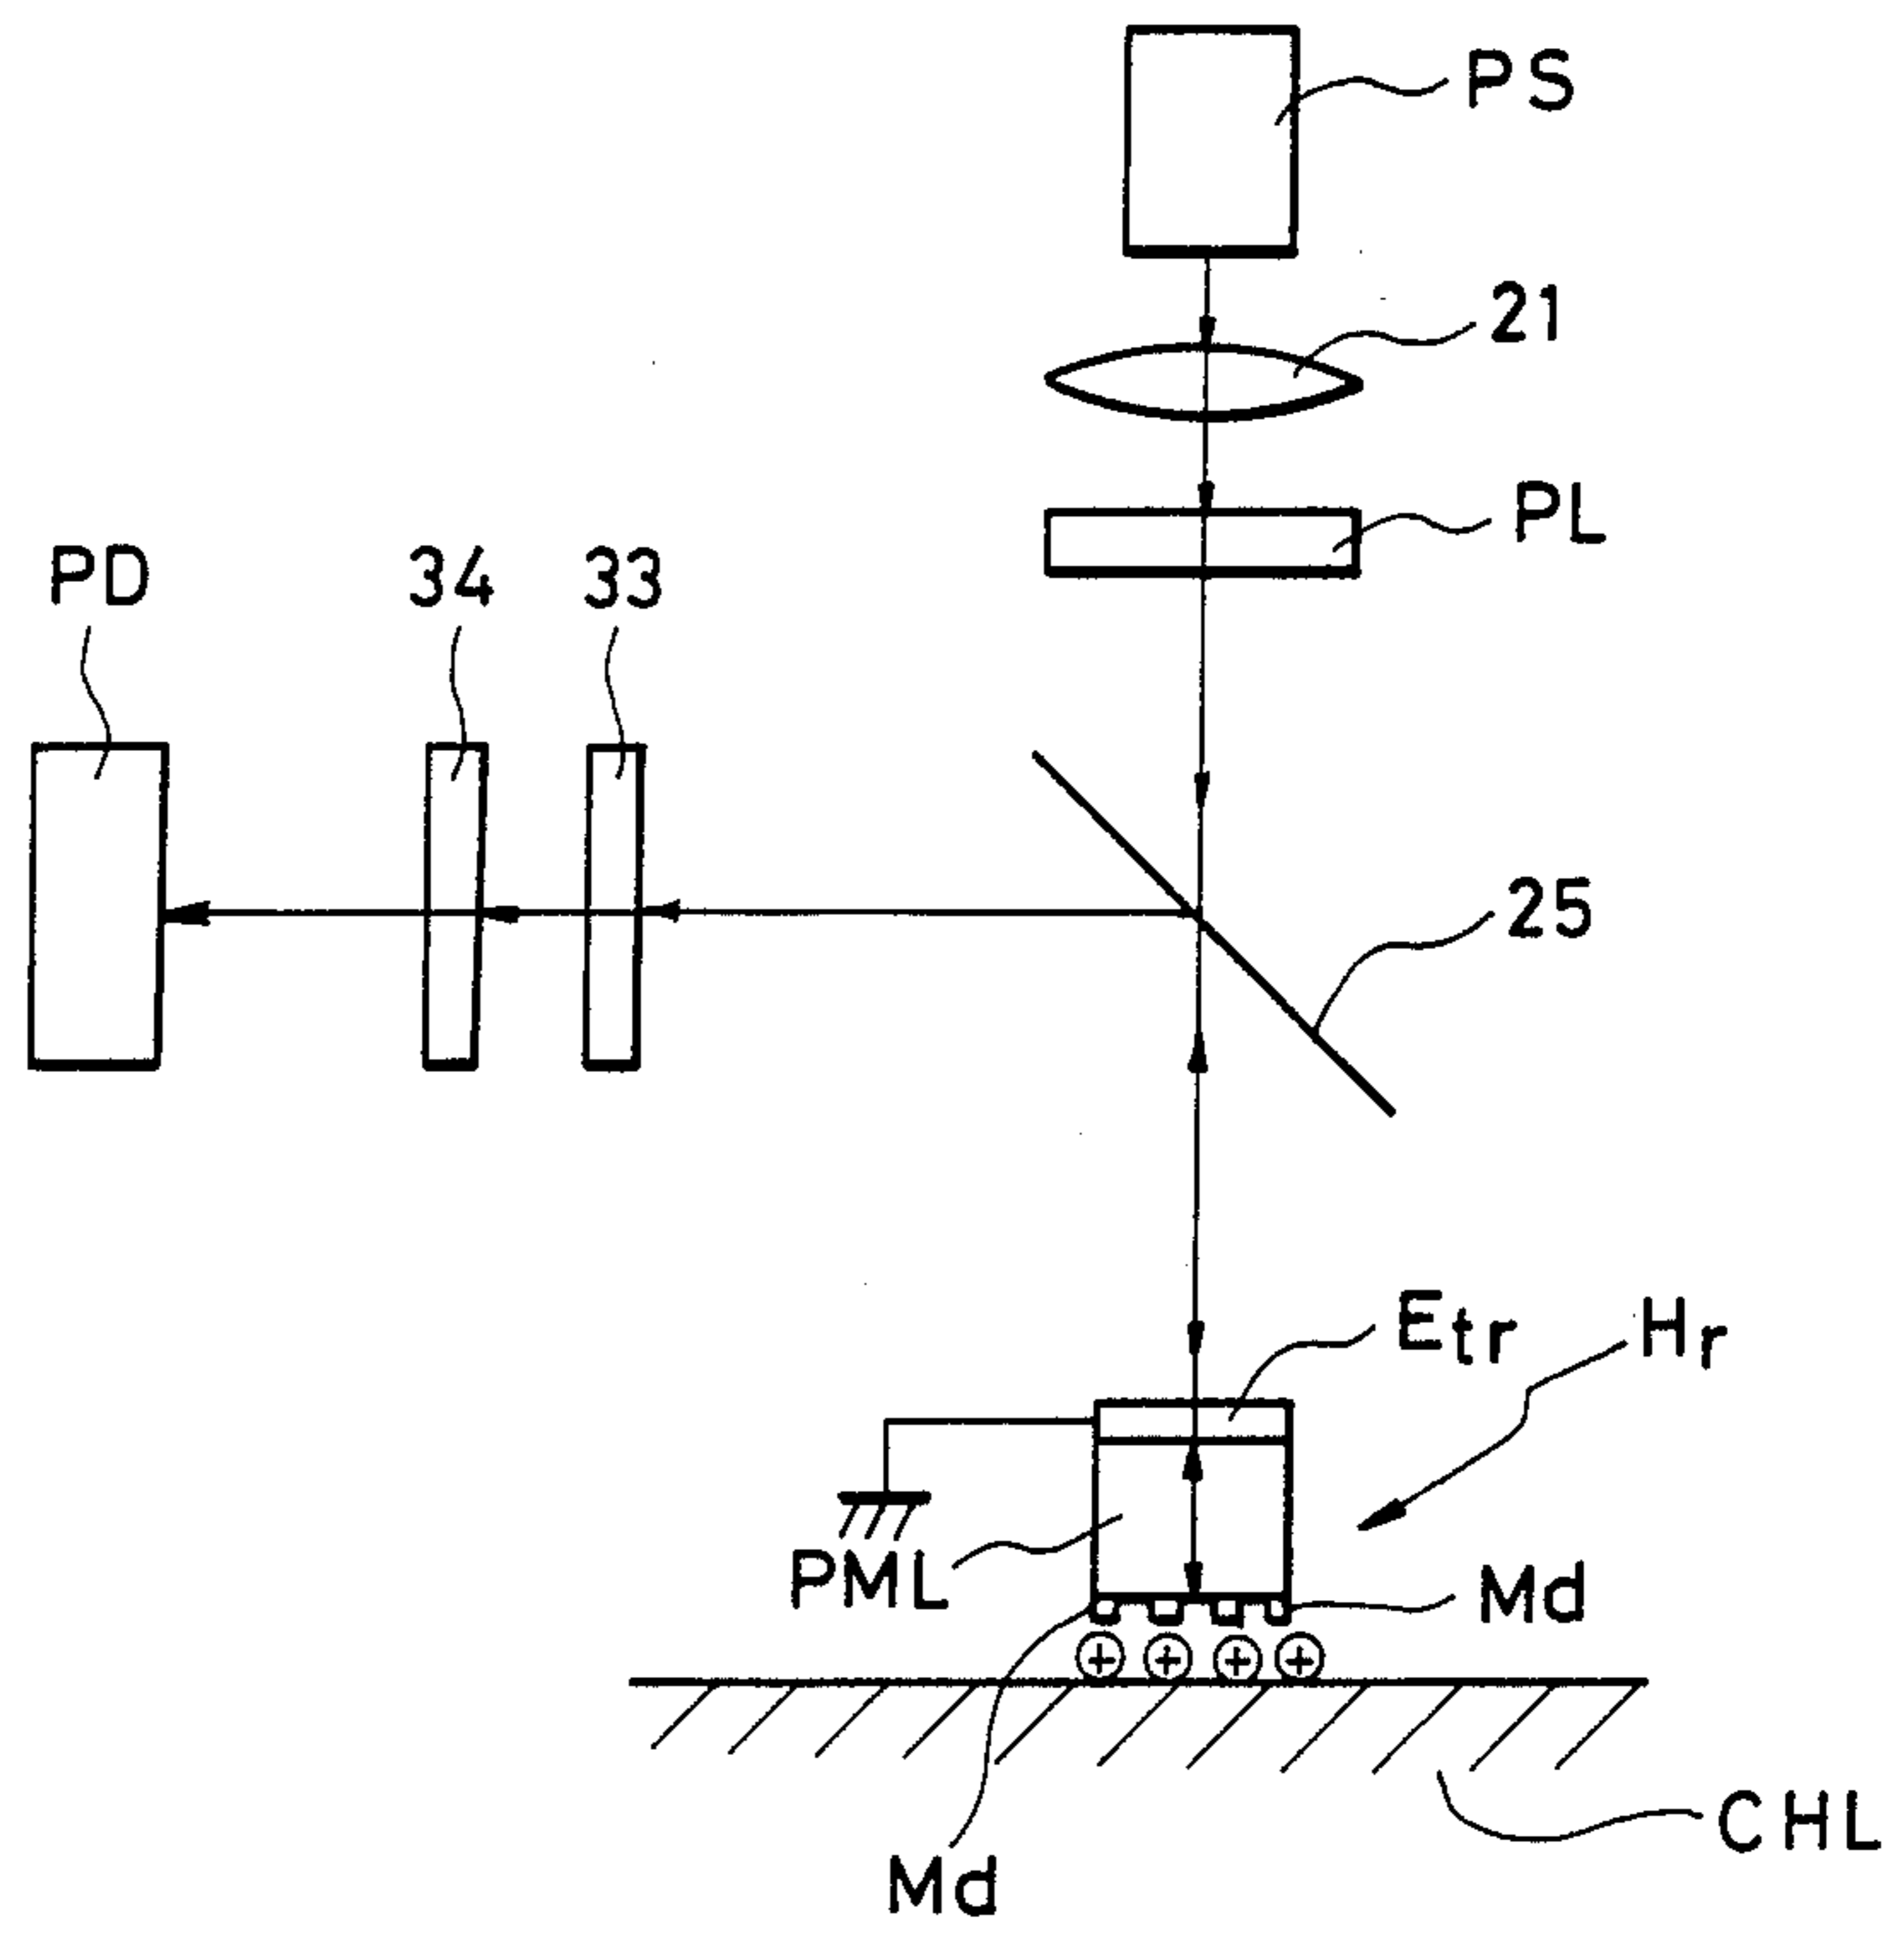 PS
21
PL
PD
34
33
25
Etr
Hr
PML
Md
+ + + +
CHL
Md